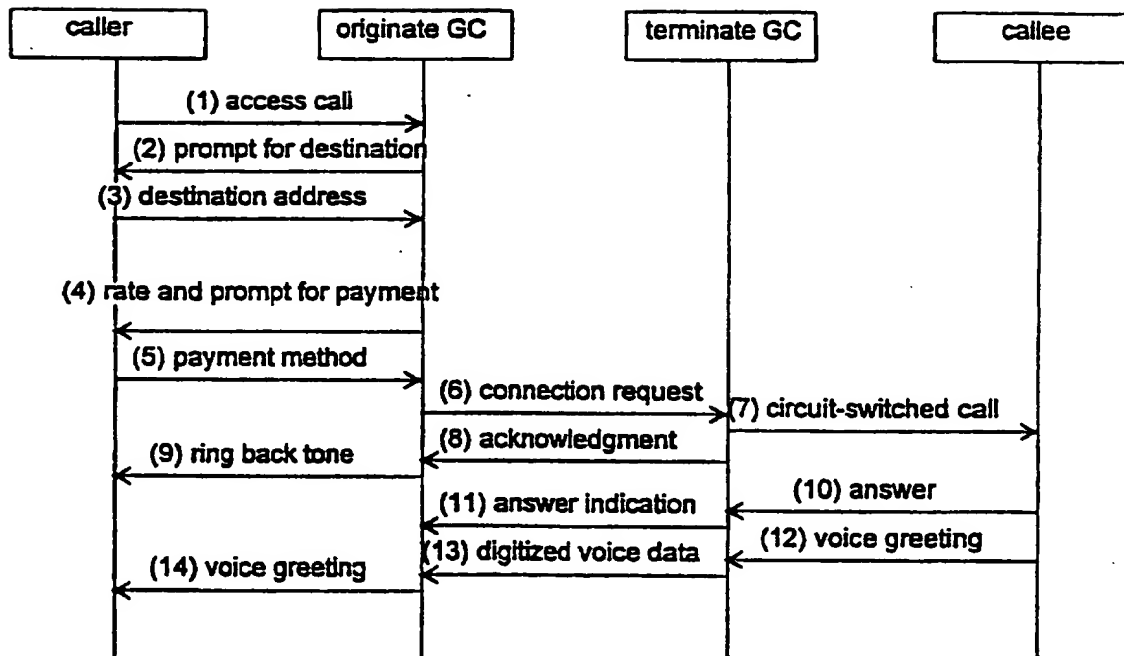 caller originate GC terminate GC callee
(1) access call
(2) prompt for destination
(3) destination address
(4) rate and prompt for payment
(5) payment method
(6) connection request
(7) circuit-switched call
(8) acknowledgment
(9) ring back tone
(10) answer
(11) answer indication
(12) voice greeting
(13) digitized voice data
(14) voice greeting